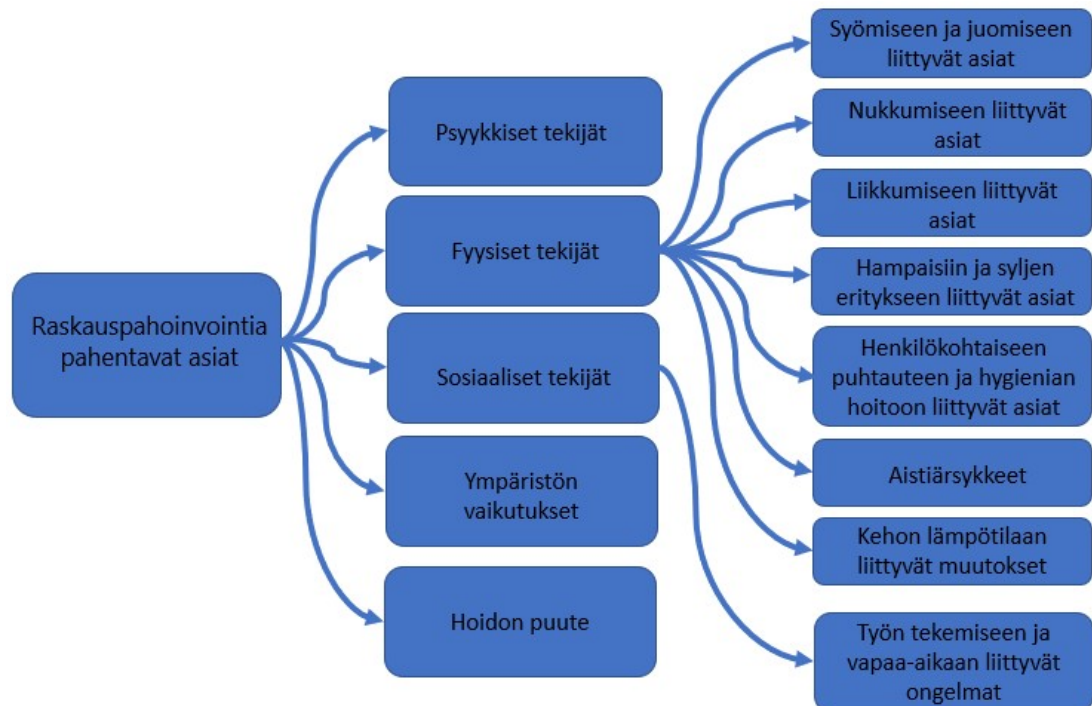 Raskauspahoinvointia
pahentavat asiat
Psyykkiset tekijät
Fyysiset tekijät
Sosiaaliset tekijät
Ympäristön
vaikutukset
Hoidon puute
Syömiseen ja juomiseen
liittyvät asiat
Nukkumiseen liittyvät
asiat
Liikkumiseen liittyvät
asiat
Hampaisiin ja syljen
eritykseen liittyvät asiat
Henkilökohtaiseen
puhtauteen ja hygienian
hoitoon liittyvät asiat
Aistiärsykkeet
Kehon lämpötilaan
liittyvät muutokset
Työn tekemiseen ja
vapaa-aikaan liittyvät
ongelmat